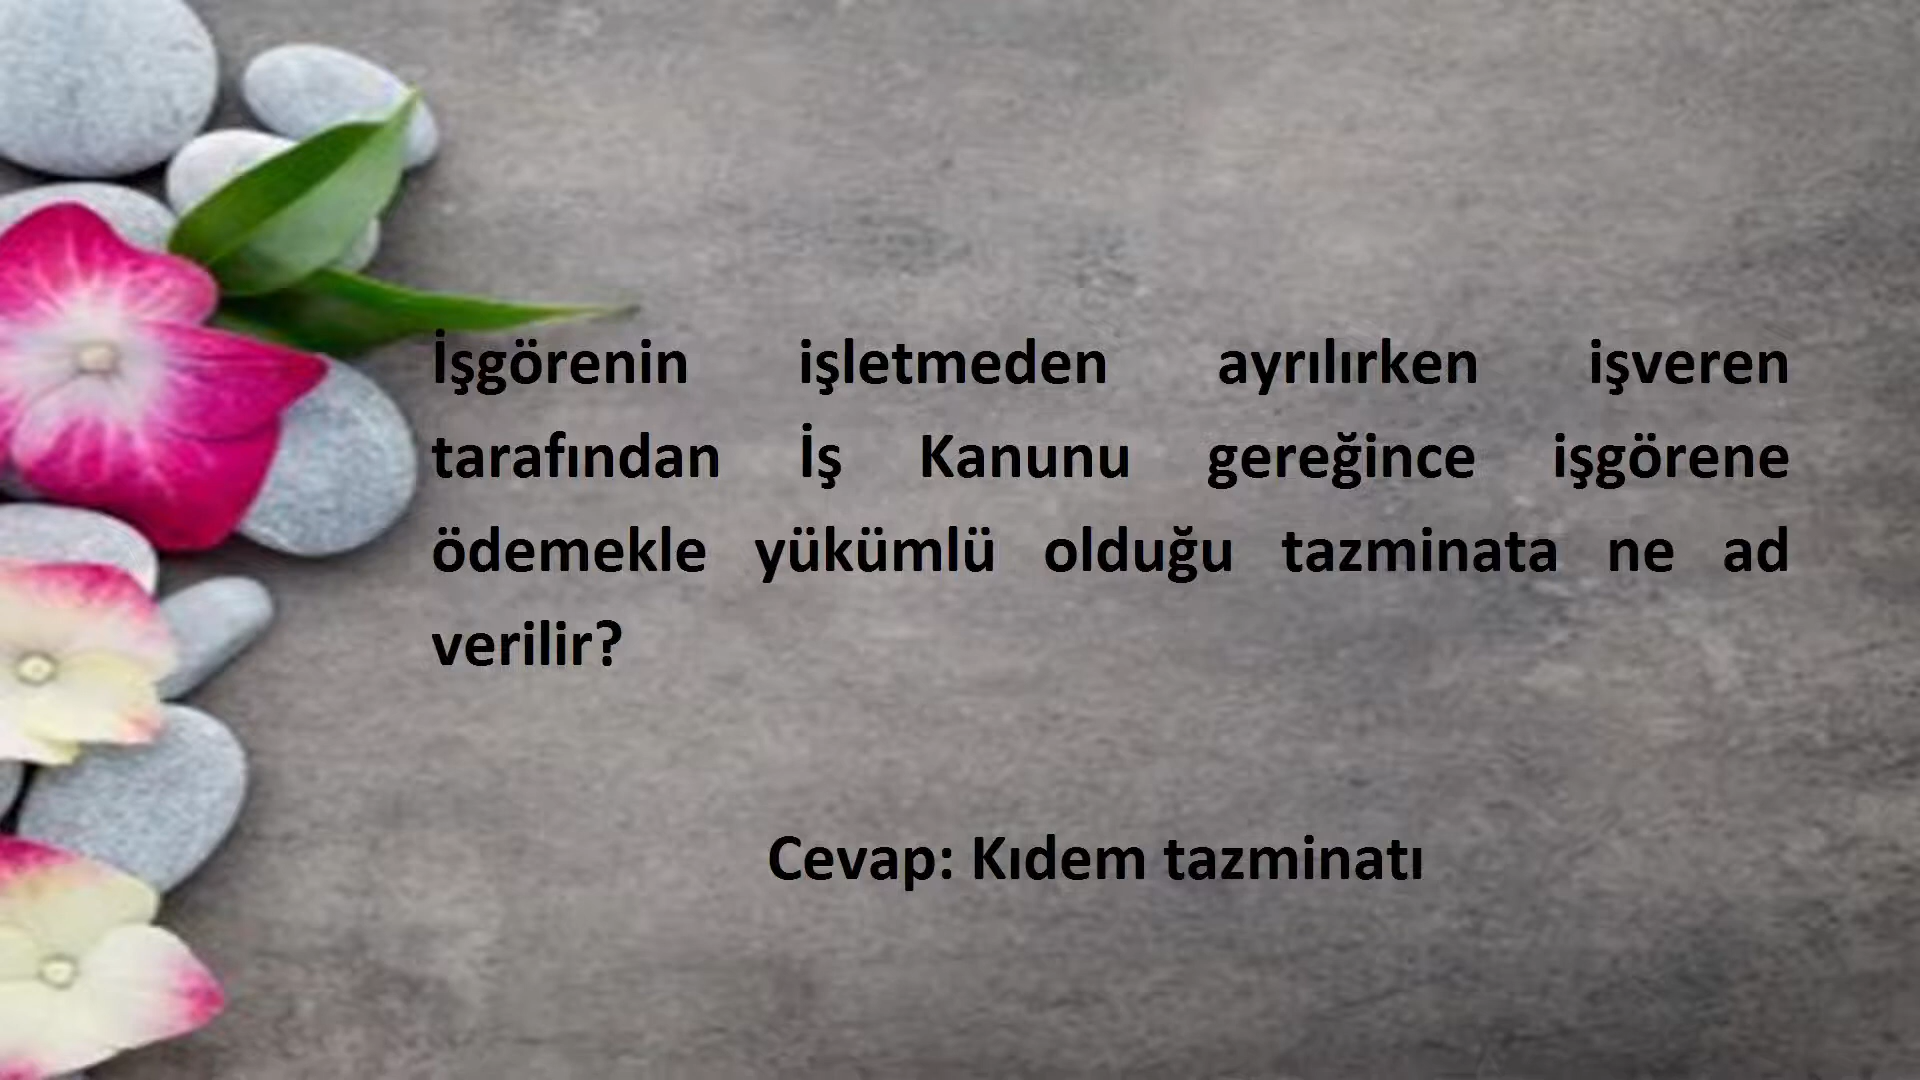 İşgörenin işletmeden ayrılırken işveren
tarafından İş Kanunu gereğince işgörene
ödemekle yükümlü olduğu tazminata ne ad
verilir?
Cevap: Kıdem tazminatı